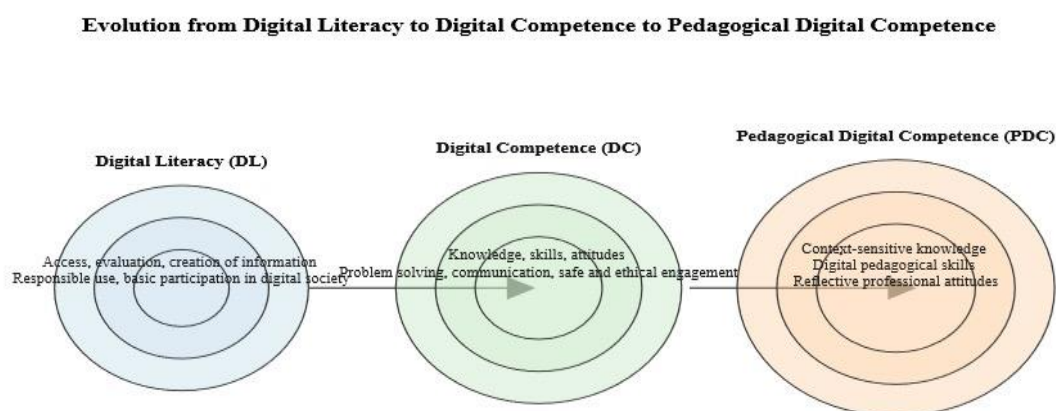 Evolution from Digital Literacy to Digital Competence to Pedagogical Digital Competence
Digital Literacy (DL)
Access, evaluation, creation of information
Responsible use, basic participation in digital society
Digital Competence (DC)
Knowledge, skills, attitudes
Problem solving, communication, safe and ethical engagement
Pedagogical Digital Competence (PDC)
Context-sensitive knowledge
Digital pedagogical skills
Reflective professional attitudes